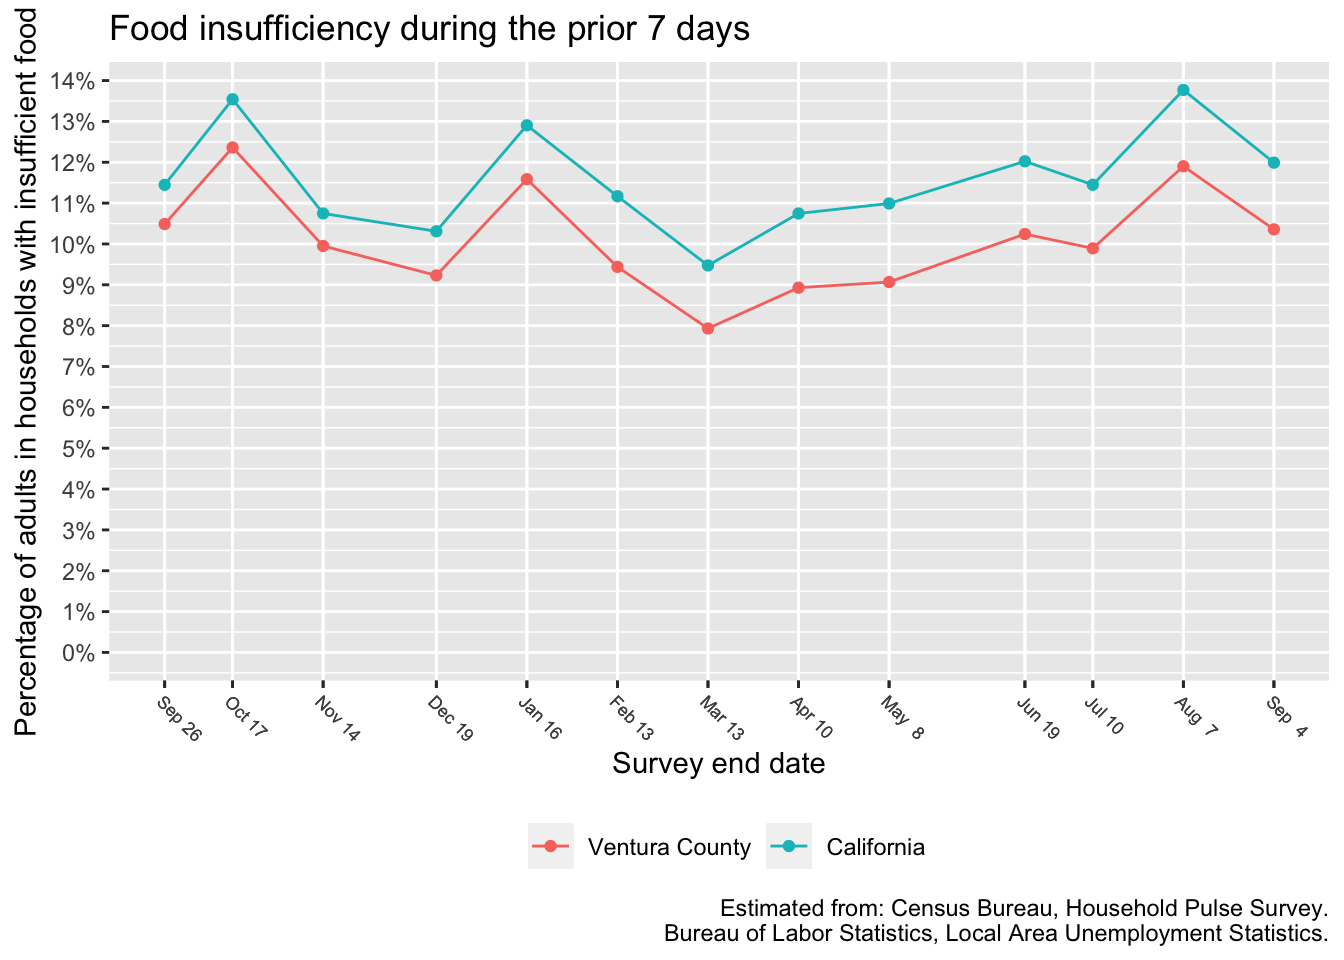 Food insufficiency during the prior 7 days
Percentage of adults in households with insufficient food
14%
13%
12%
11%
10%
9%
8%
7%
6%
5%
4%
3%
2%
1%
0%
Sep 26
Oct 17
Nov 14
Dec 19
Jan 16
Feb 13
Mar 13
Apr 10
May 8
Jun 19
Jul 10
Aug 7
Sep 4
Survey end date
Ventura County
California
Estimated from: Census Bureau, Household Pulse Survey.
Bureau of Labor Statistics, Local Area Unemployment Statistics.